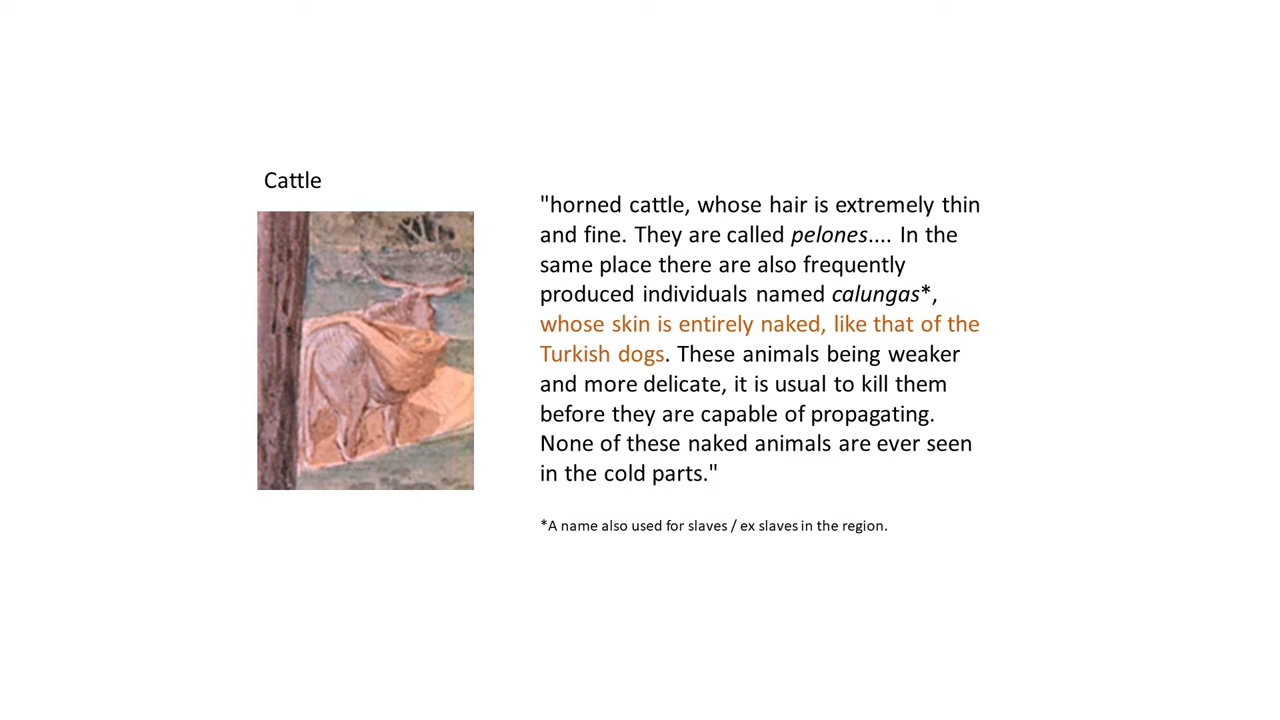 Cattle
"horned cattle, whose hair is extremely thin
and fine. They are called pelones.... In the
same place there are also frequently
produced individuals named calungas*,
whose skin is entirely naked, like that of the
Turkish dogs. These animals being weaker
and more delicate, it is usual to kill them
before they are capable of propagating.
None of these naked animals are ever seen
in the cold parts."
*A name also used for slaves / ex slaves in the region.